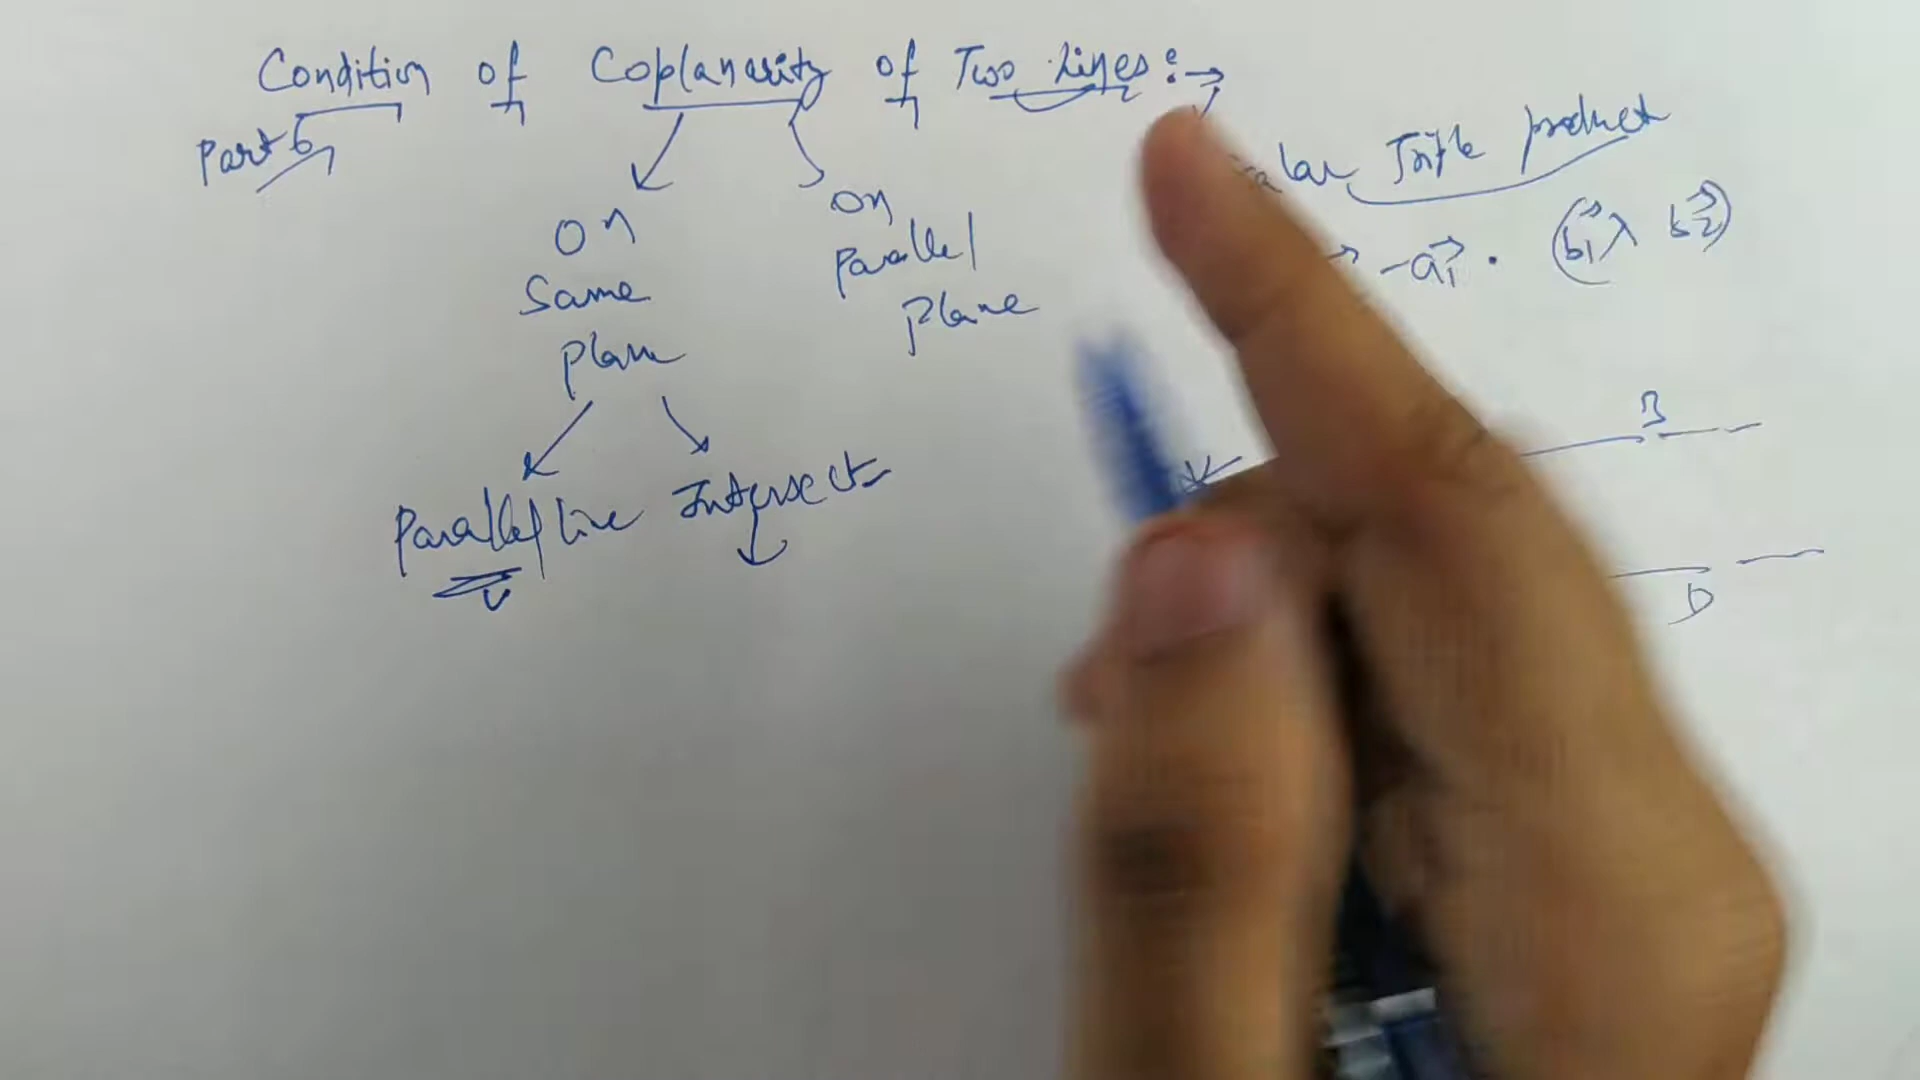 Condition of Coplanarity of Two Lines :→
Part 6
On
Same
plane
On
Parallel
Plane
Parallel line
Intersect
Triple product
- a₁⃗ · (b₁⃗ × b₂⃗)
B
D